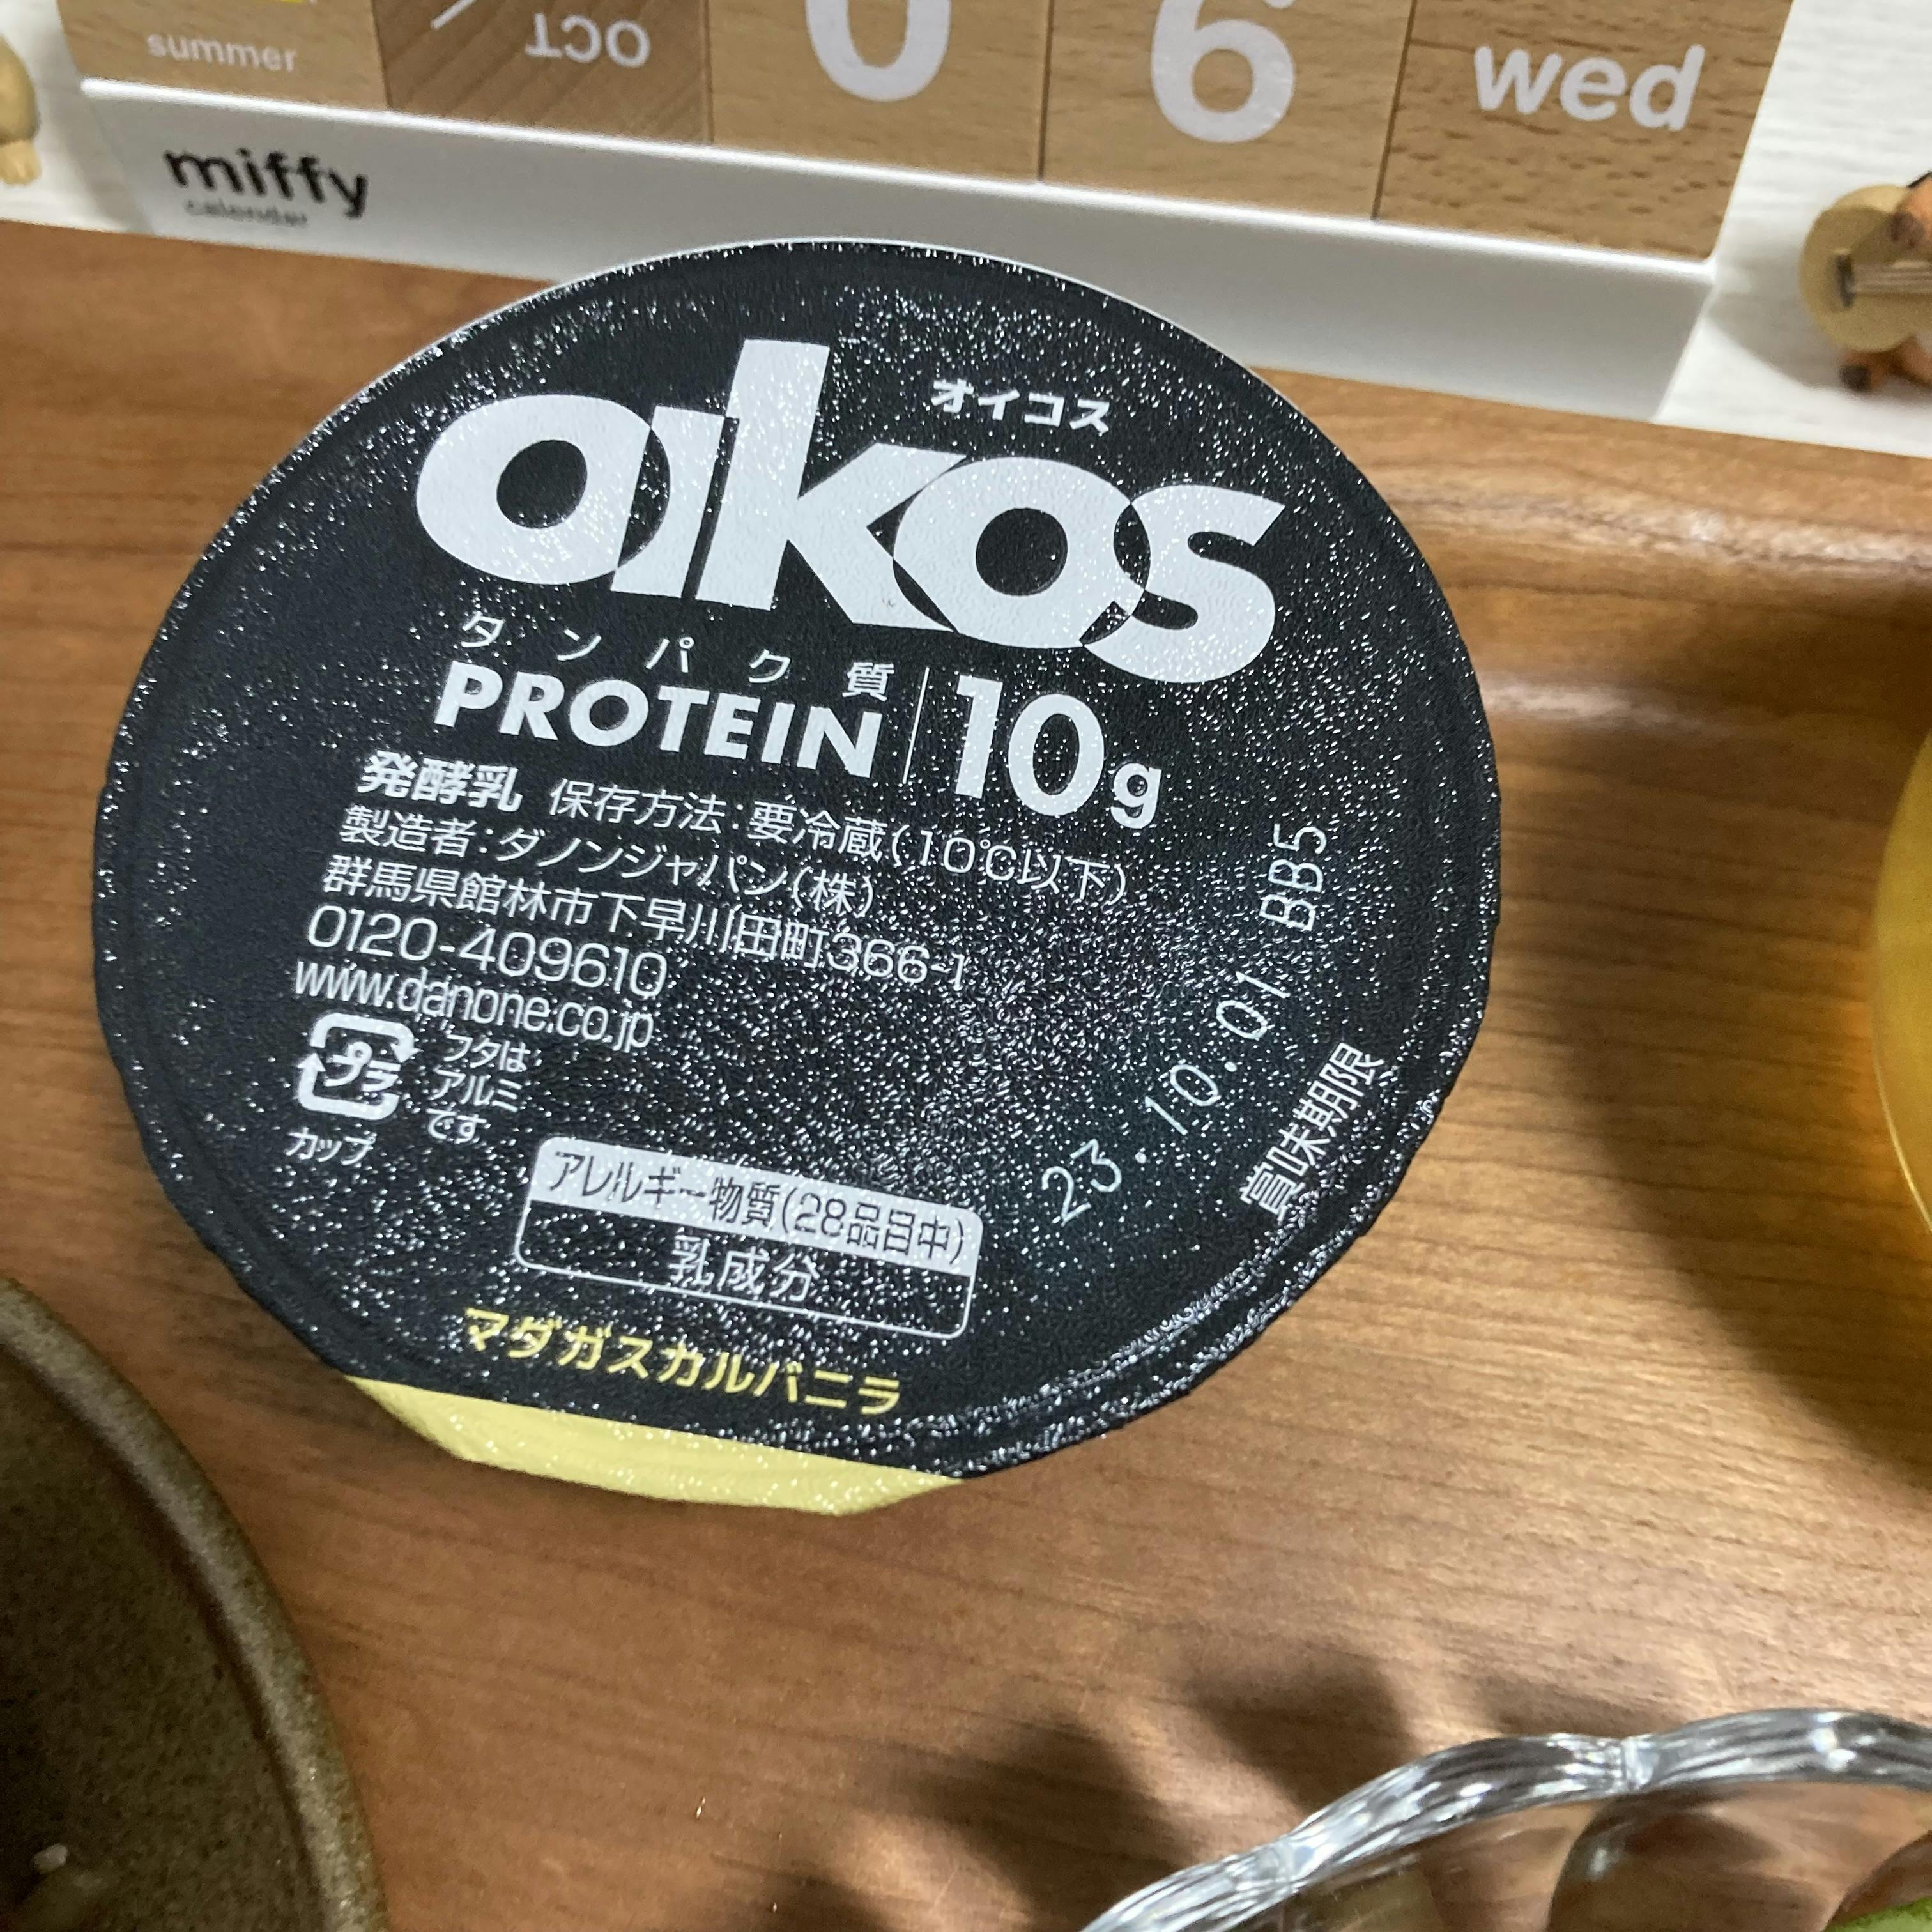 summer
OCT
06
wed
miffy
calendar
オイコス
oikos
タンパク質
PROTEIN 10g
発酵乳 保存方法:要冷蔵(10℃以下)
製造者:ダノンジャパン(株)
群馬県館林市下早川田町366-1
0120-409610
www.danone.co.jp
プラ
フタは
アルミ
です
カップ
23.10.01 BB5
賞味期限
アレルギー物質(28品目中)
乳成分
マダガスカルバニラ